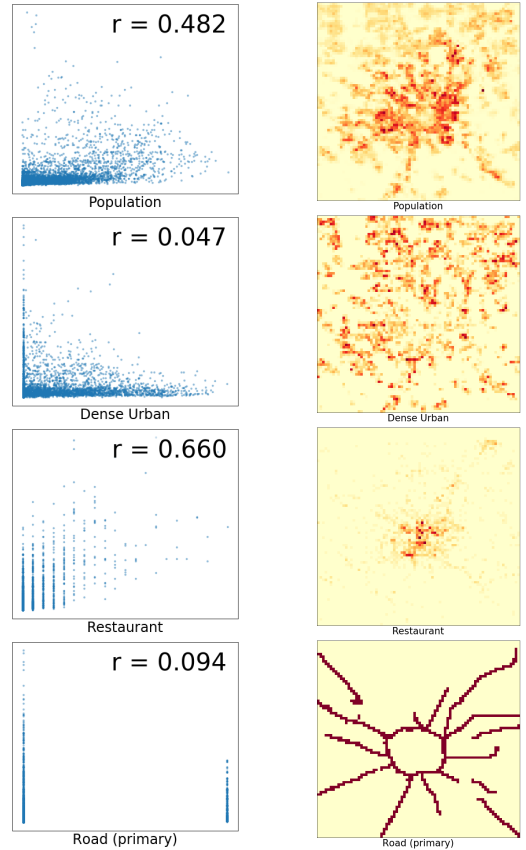 r = 0.482
Population
Population
r = 0.047
Dense Urban
Dense Urban
r = 0.660
Restaurant
Restaurant
r = 0.094
Road (primary)
Road (primary)